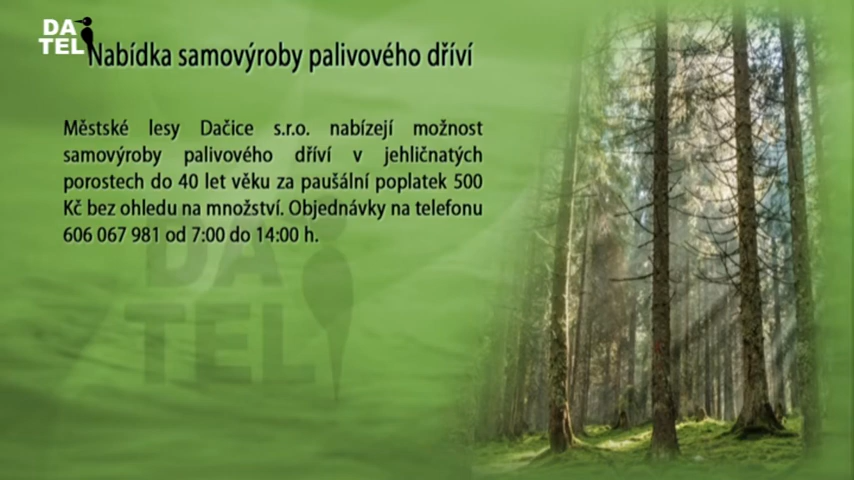 DA
TEL
Nabídka samovýroby palivového dříví
Městské lesy Dačice s.r.o. nabízejí možnost
samovýroby palivového dříví v jehličnatých
porostech do 40 let věku za paušální poplatek 500
Kč bez ohledu na množství. Objednávky na telefonu
606 067 981 od 7:00 do 14:00 h.
DA
TEL